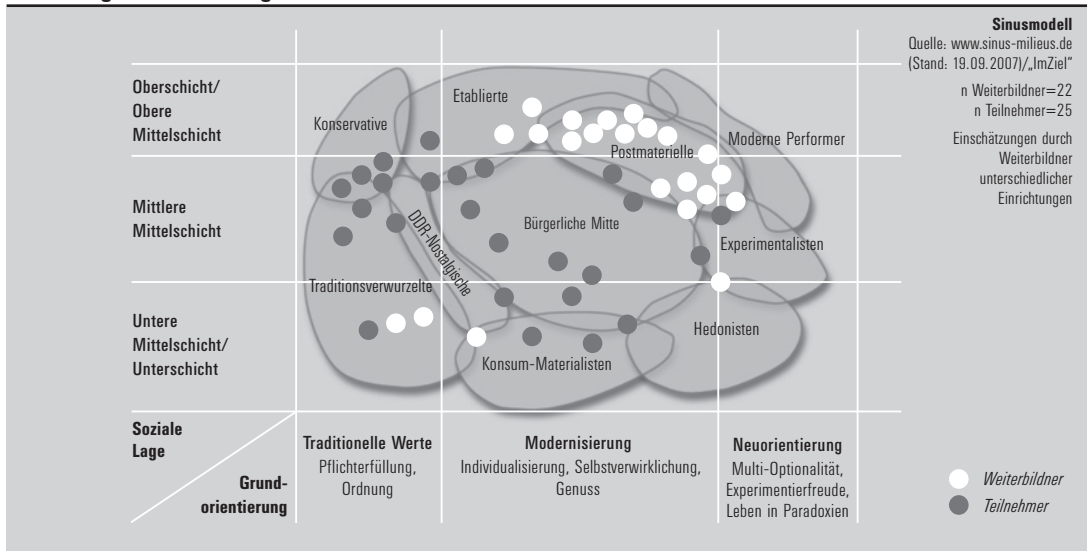 Sinusmodell
Quelle: www.sinus-milieus.de
(Stand: 19.09.2007)/„ImZiel"
n Weiterbildner=22
n Teilnehmer=25
Einschätzungen durch
Weiterbildner
unterschiedlicher
Einrichtungen
Oberschicht/
Obere
Mittelschicht
Mittlere
Mittelschicht
Untere
Mittelschicht/
Unterschicht
Konservative
Etablierte
Postmaterielle
Moderne Performer
DDR-Nostalgische
Bürgerliche Mitte
Experimentalisten
Traditionsverwurzelte
Konsum-Materialisten
Hedonisten
Soziale
Lage
Grund-
orientierung
Traditionelle Werte
Pflichterfüllung,
Ordnung
Modernisierung
Individualisierung, Selbstverwirklichung,
Genuss
Neuorientierung
Multi-Optionalität,
Experimentierfreude,
Leben in Paradoxien
Weiterbildner
Teilnehmer